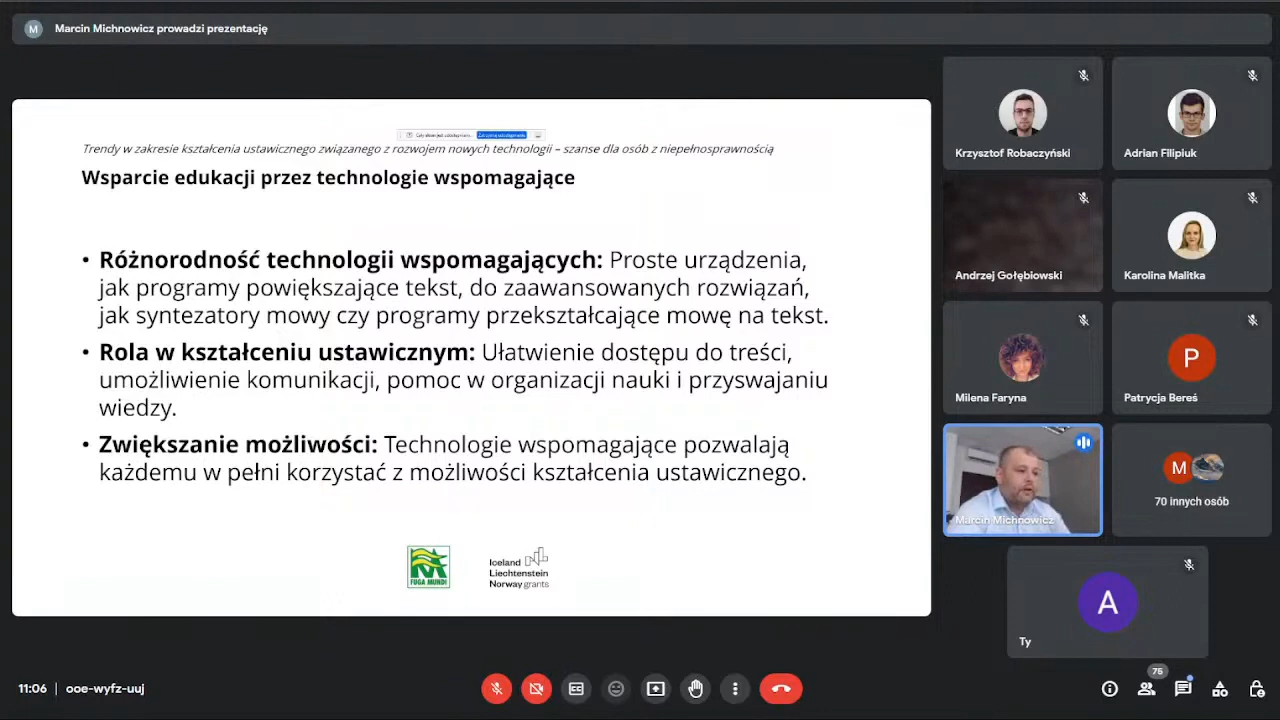 M
Marcin Michnowicz prowadzi prezentację
Trendy w zakresie kształcenia ustawicznego związanego z rozwojem nowych technologii – szanse dla osób z niepełnosprawnością
Wsparcie edukacji przez technologie wspomagające
• Różnorodność technologii wspomagających: Proste urządzenia,
jak programy powiększające tekst, do zaawansowanych rozwiązań,
jak syntezatory mowy czy programy przekształcające mowę na tekst.
• Rola w kształceniu ustawicznym: Ułatwienie dostępu do treści,
umożliwienie komunikacji, pomoc w organizacji nauki i przyswajaniu
wiedzy.
• Zwiększanie możliwości: Technologie wspomagające pozwalają
każdemu w pełni korzystać z możliwości kształcenia ustawicznego.
FUGA MUNDI
Iceland
Liechtenstein
Norway grants
Krzysztof Robaczyński
Adrian Filipiuk
Andrzej Gołębiowski
Karolina Malitka
Milena Faryna
P
Patrycja Bereś
Marcin Michnowicz
M
70 innych osób
A
Ty
11:06 | ooe-wyfz-uuj
CC
75